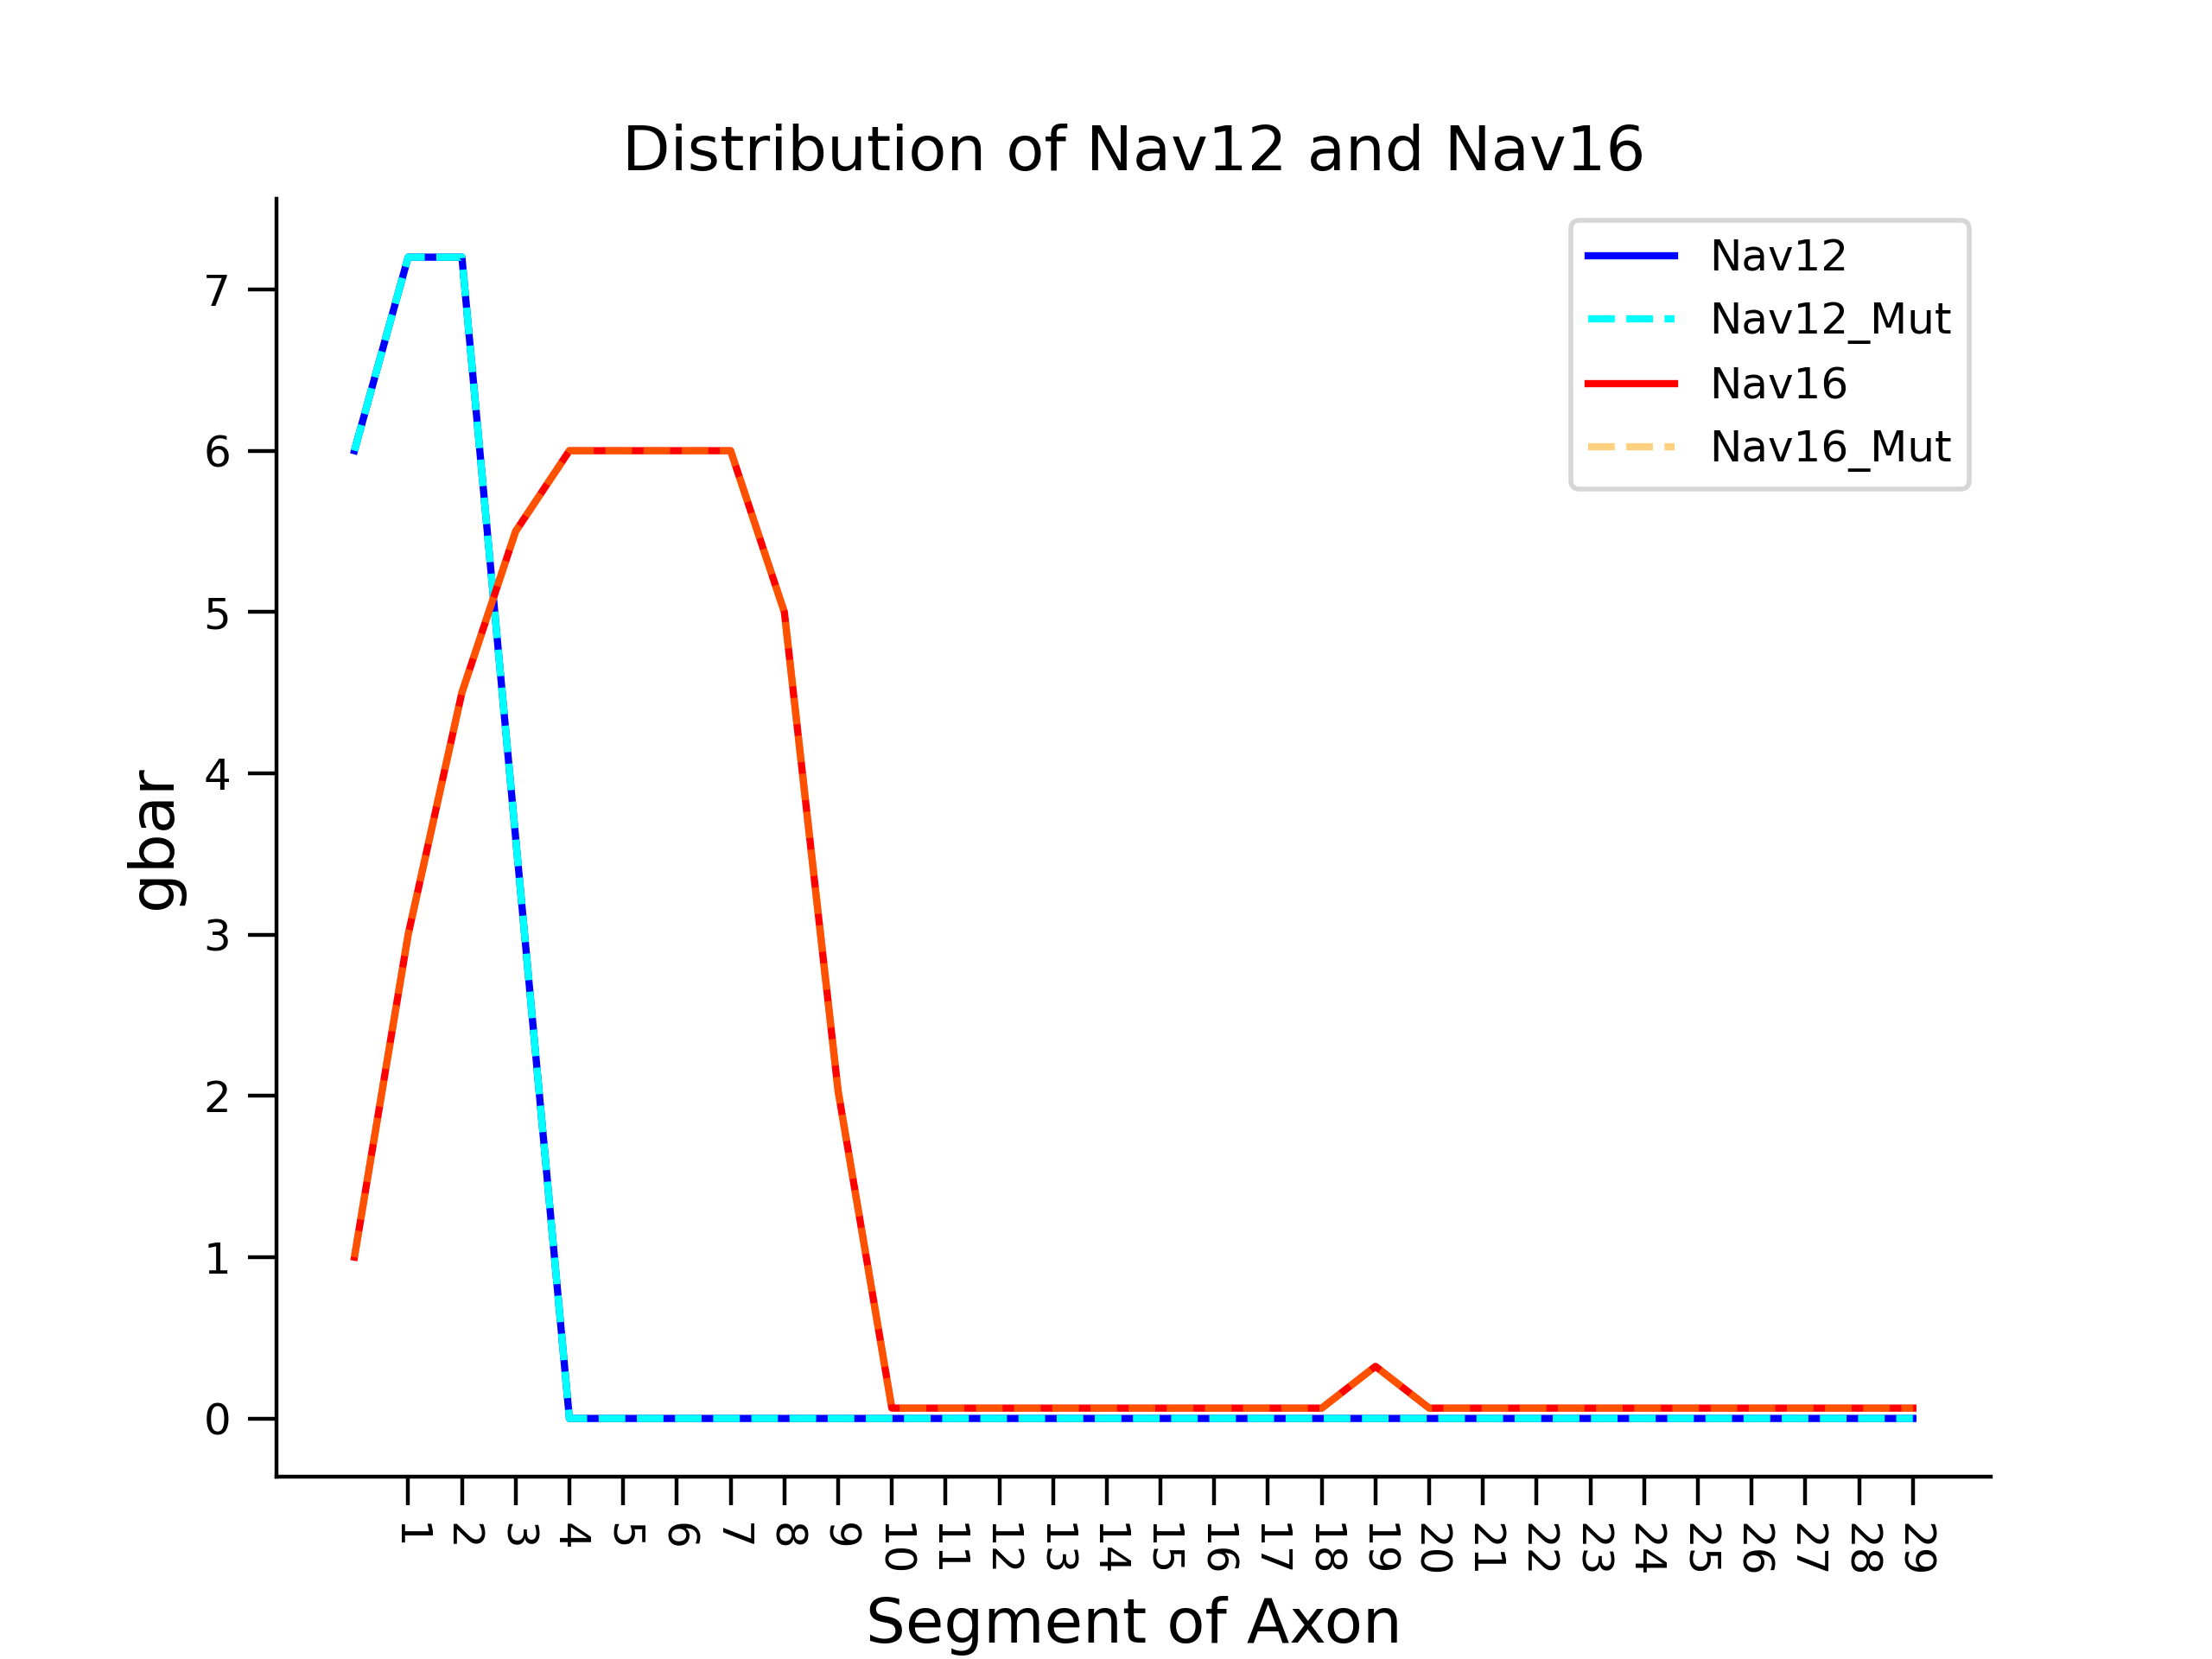 Distribution of Nav12 and Nav16
Nav12
Nav12_Mut
Nav16
Nav16_Mut
7
6
5
4
3
2
1
0
gbar
1 2 3 4 5 6 7 8 9 10 11 12 13 14 15 16 17 18 19 20 21 22 23 24 25 26 27 28 29
Segment of Axon